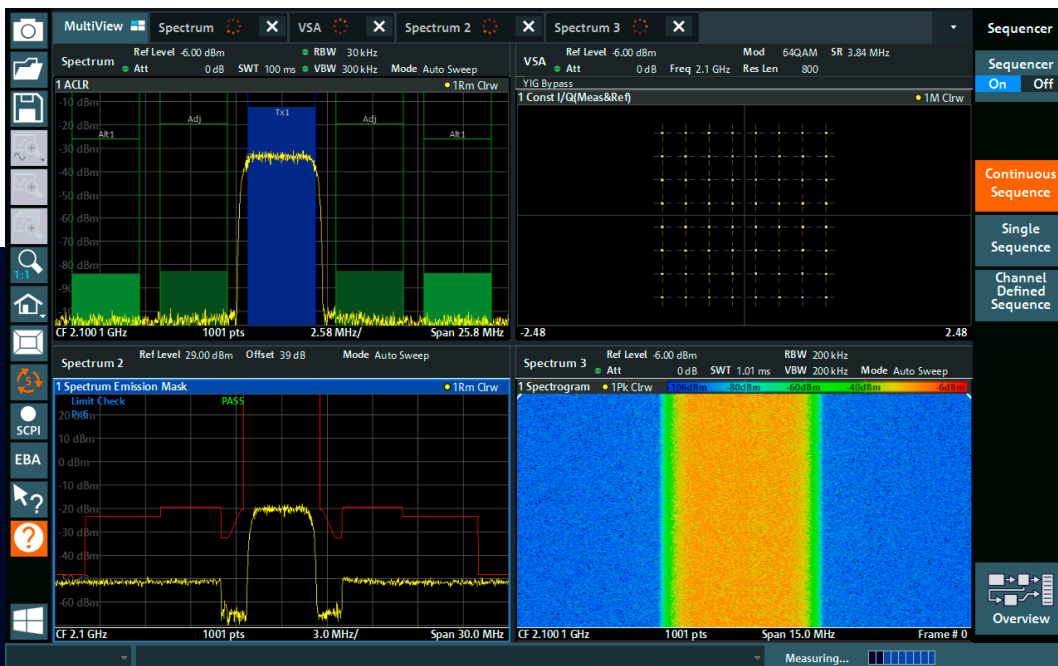 MultiView Spectrum VSA Spectrum 2 Spectrum 3
Sequencer
Spectrum
Ref Level -6.00 dBm RBW 30 kHz
Att 0 dB SWT 100 ms VBW 300 kHz Mode Auto Sweep
1 ACLR 1Rm Clrw
-10 dBm
-20 dBm
-30 dBm
-40 dBm
-50 dBm
-60 dBm
-70 dBm
-80 dBm
-90
Alt1 Adj Tx1 Adj Alt1
CF 2.100 1 GHz 1001 pts 2.58 MHz/ Span 25.8 MHz
VSA
Ref Level -6.00 dBm Mod 64QAM SR 3.84 MHz
Att 0 dB Freq 2.1 GHz Res Len 800
YIG Bypass
1 Const I/Q(Meas&Ref) 1M Clrw
-2.48 2.48
Spectrum 2
Ref Level 29.00 dBm Offset 39 dB Mode Auto Sweep
1 Spectrum Emission Mask 1Rm Clrw
Limit Check PASS
20 dBm
10 dBm
0 dBm
-10 dBm
-20 dBm
-30 dBm
-40 dBm
-60 dBm
CF 2.1 GHz 1001 pts 3.0 MHz/ Span 30.0 MHz
Spectrum 3
Ref Level -6.00 dBm RBW 200 kHz
Att 0 dB SWT 1.01 ms VBW 200 kHz Mode Auto Sweep
1 Spectrogram 1Pk Clrw -106dBm -80dBm -60dBm -40dBm -6dBm
CF 2.100 1 GHz 1001 pts Span 15.0 MHz Frame # 0
Sequencer
On Off
Continuous
Sequence
Single
Sequence
Channel
Defined
Sequence
Overview
1:1
SCPI
EBA
Measuring...